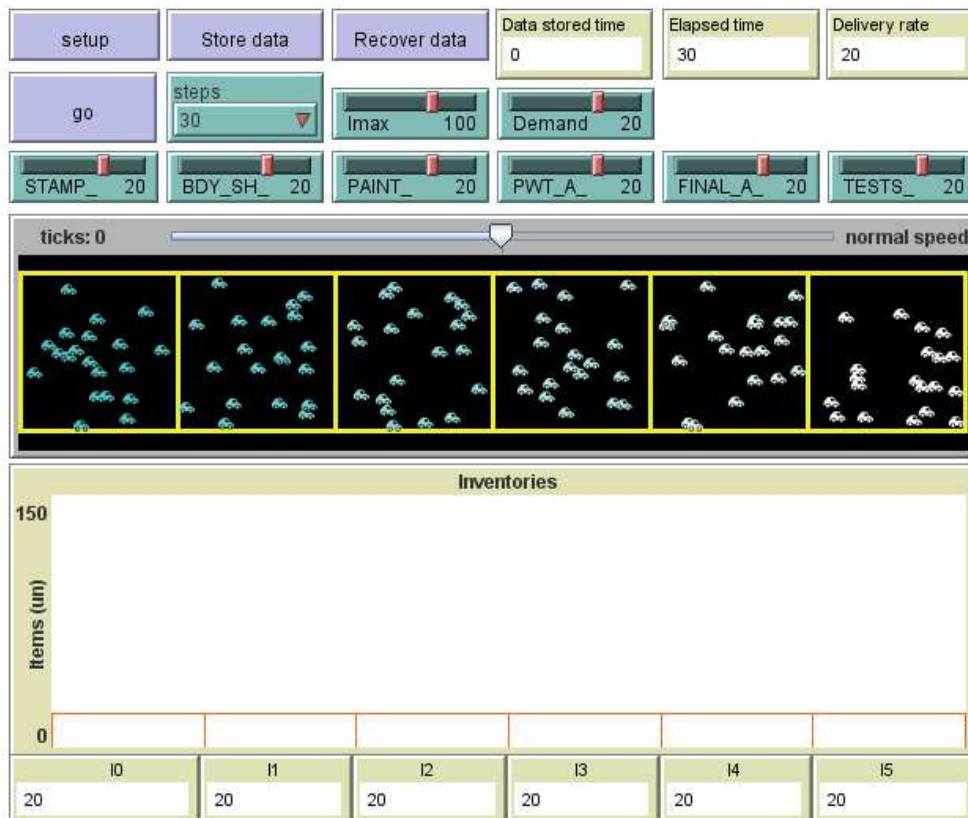 setup
Store data
Recover data
Data stored time
0
Elapsed time
30
Delivery rate
20
go
steps
30
Imax 100
Demand 20
STAMP_ 20
BDY_SH_ 20
PAINT_ 20
PWT_A_ 20
FINAL_A_ 20
TESTS_ 20
ticks: 0
normal speed
Inventories
150
Items (un)
0
I0
I1
I2
I3
I4
I5
20
20
20
20
20
20